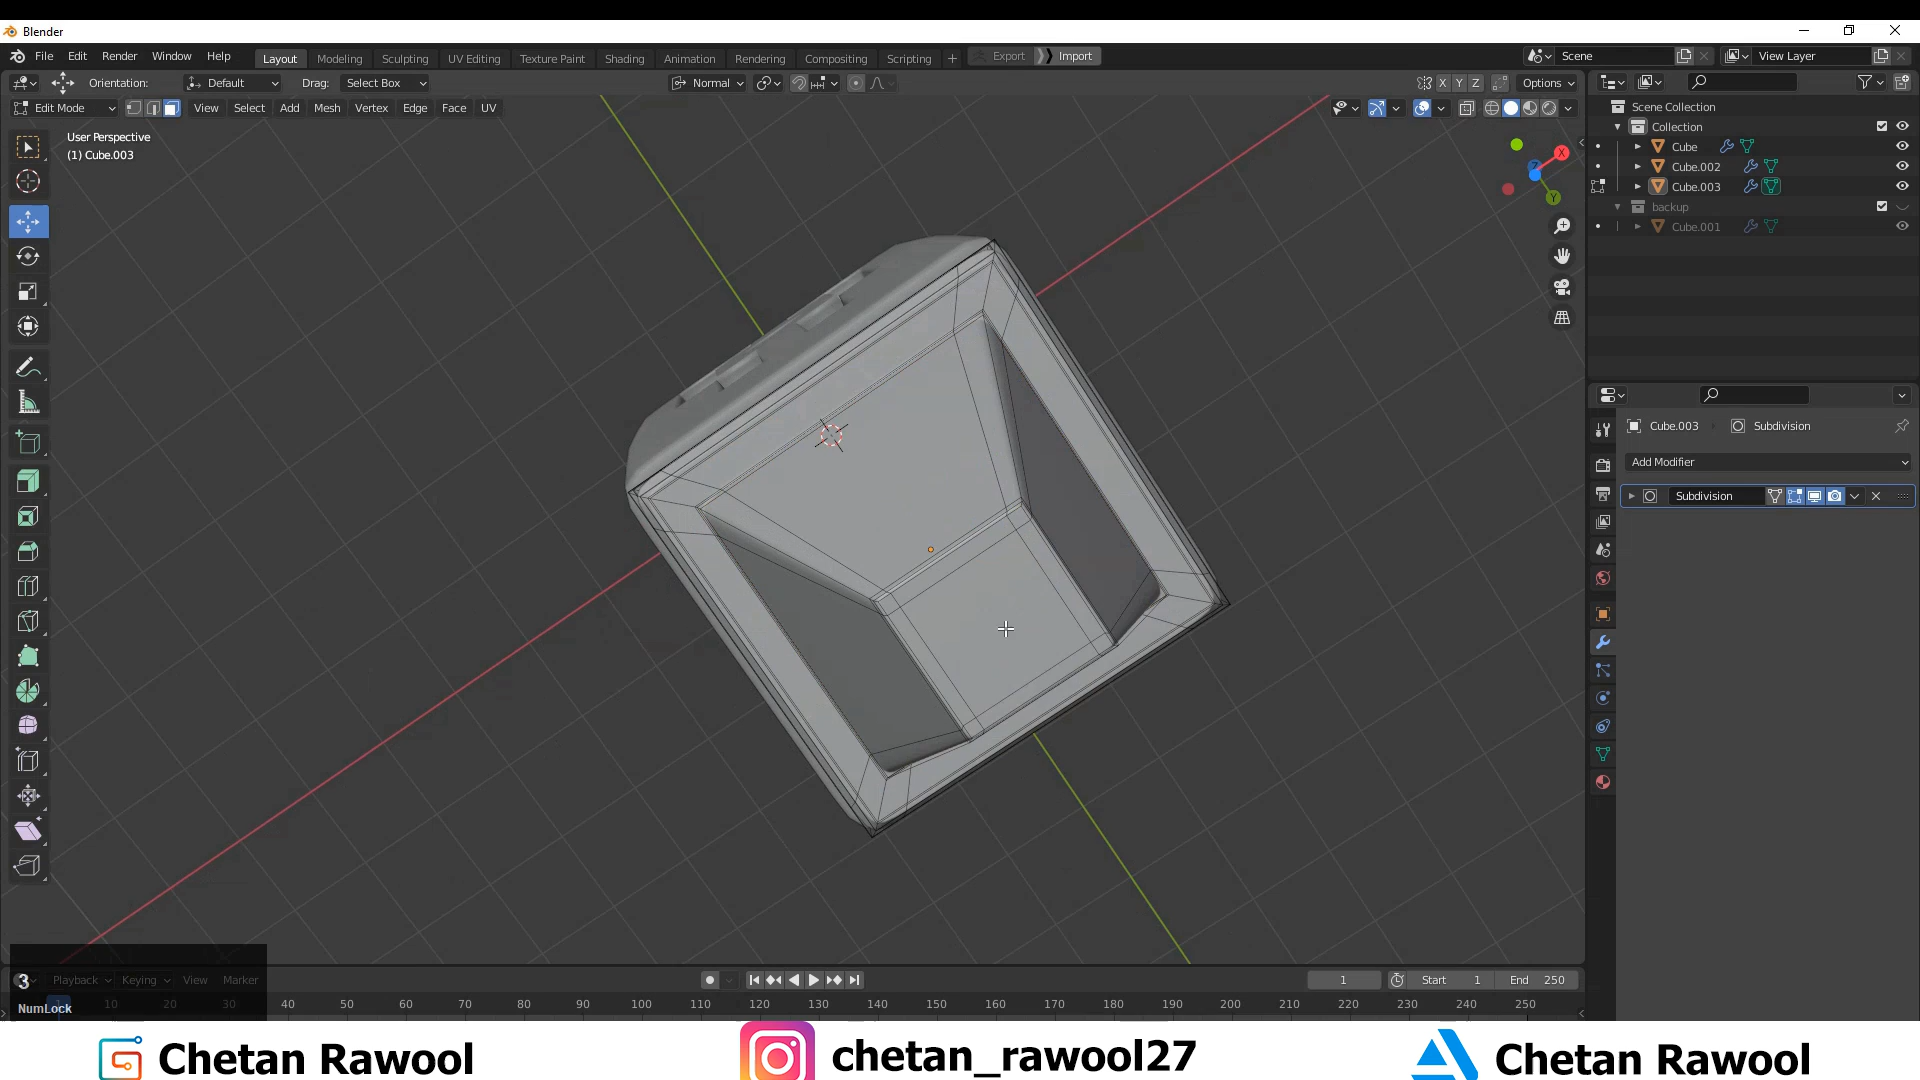 Blender
File Edit Render Window Help Layout Modeling Sculpting UV Editing Texture Paint Shading Animation Rendering Compositing Scripting + Export Import Scene View Layer
Orientation: Default Drag: Select Box Normal X Y Z Options
Edit Mode View Select Add Mesh Vertex Edge Face UV
User Perspective
(1) Cube.003
X
Y
Z
Scene Collection
Collection
Cube
Cube.002
Cube.003
backup
Cube.001
Cube.003 Subdivision
Add Modifier
Subdivision
3
Playback Keying View Marker 1 Start 1 End 250
1 10 20 30 40 50 60 70 80 90 100 110 120 130 140 150 160 170 180 190 200 210 220 230 240 250
NumLock
Chetan Rawool chetan_rawool27 Chetan Rawool